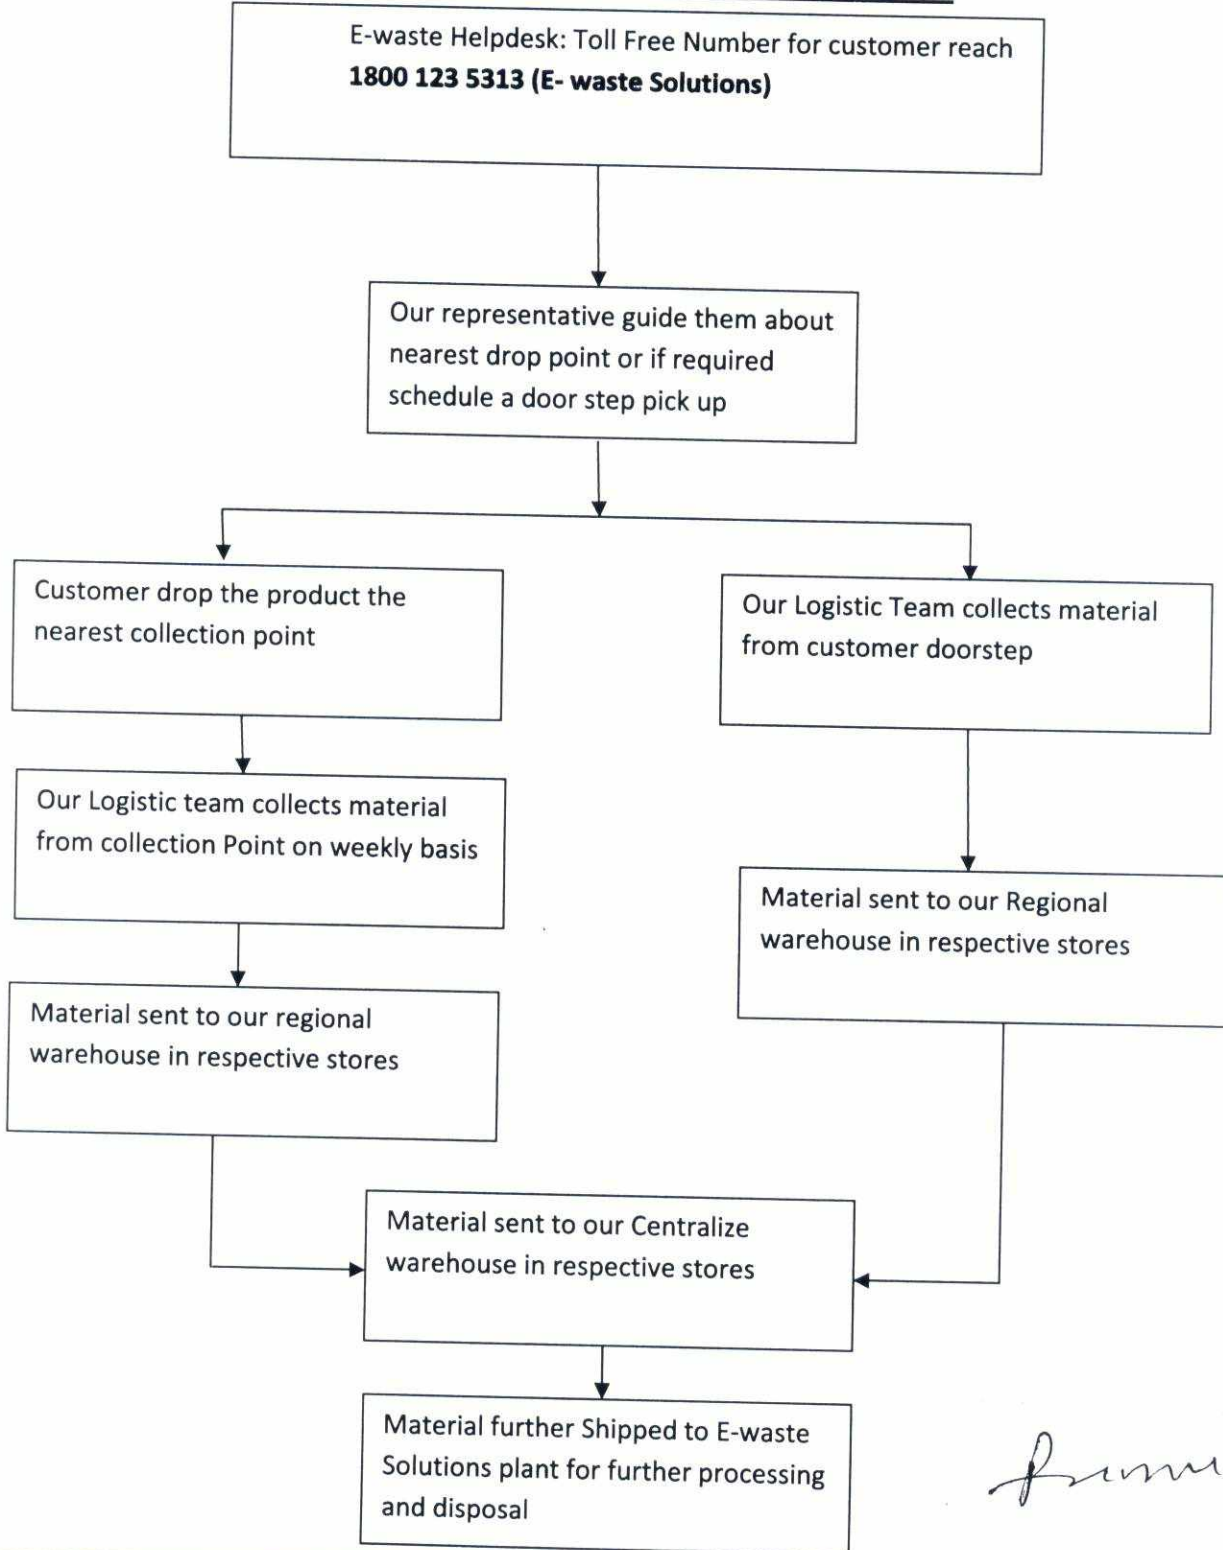 E-waste Helpdesk: Toll Free Number for customer reach
1800 123 5313 (E- waste Solutions)
Our representative guide them about
nearest drop point or if required
schedule a door step pick up
Customer drop the product the
nearest collection point
Our Logistic Team collects material
from customer doorstep
Our Logistic team collects material
from collection Point on weekly basis
Material sent to our Regional
warehouse in respective stores
Material sent to our regional
warehouse in respective stores
Material sent to our Centralize
warehouse in respective stores
Material further Shipped to E-waste
Solutions plant for further processing
and disposal